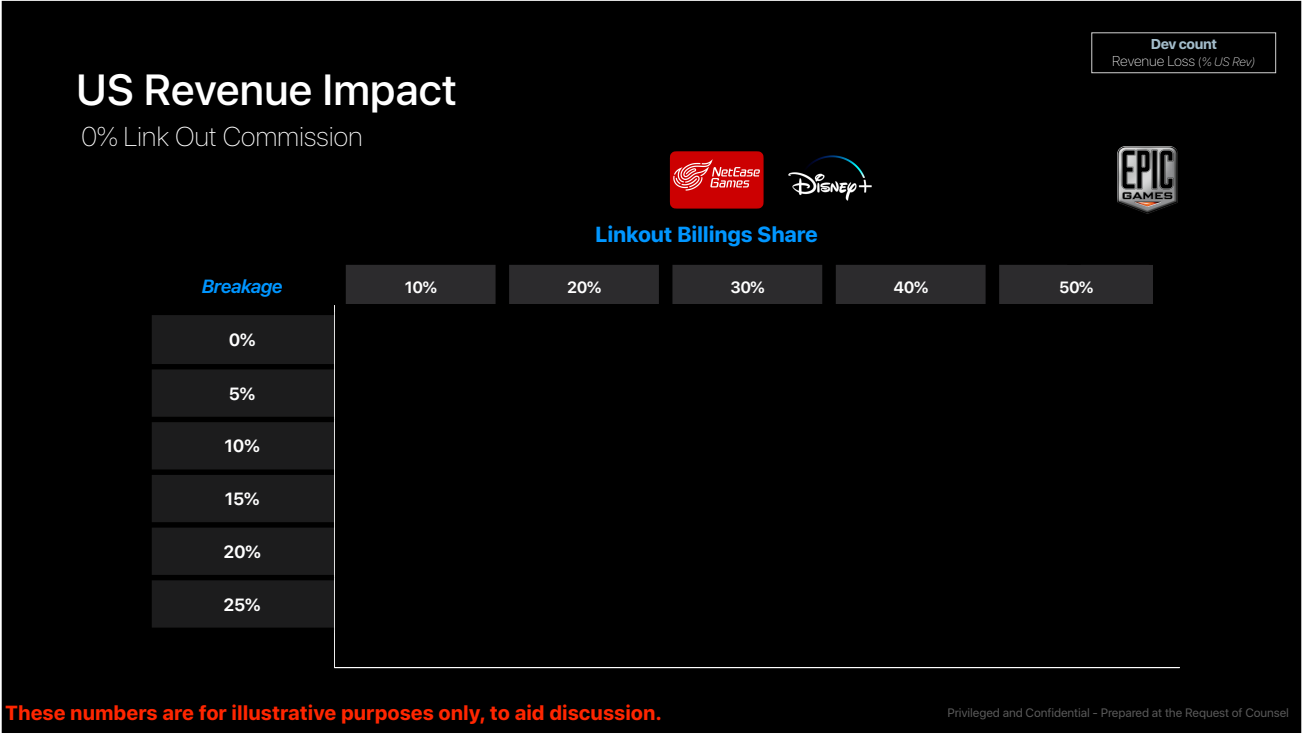 Dev count
Revenue Loss (% US Rev)
US Revenue Impact
0% Link Out Commission
NetEase
Games
Disney+
EPIC
GAMES
Linkout Billings Share
Breakage
10%
20%
30%
40%
50%
0%
5%
10%
15%
20%
25%
These numbers are for illustrative purposes only, to aid discussion.
Privileged and Confidential - Prepared at the Request of Counsel